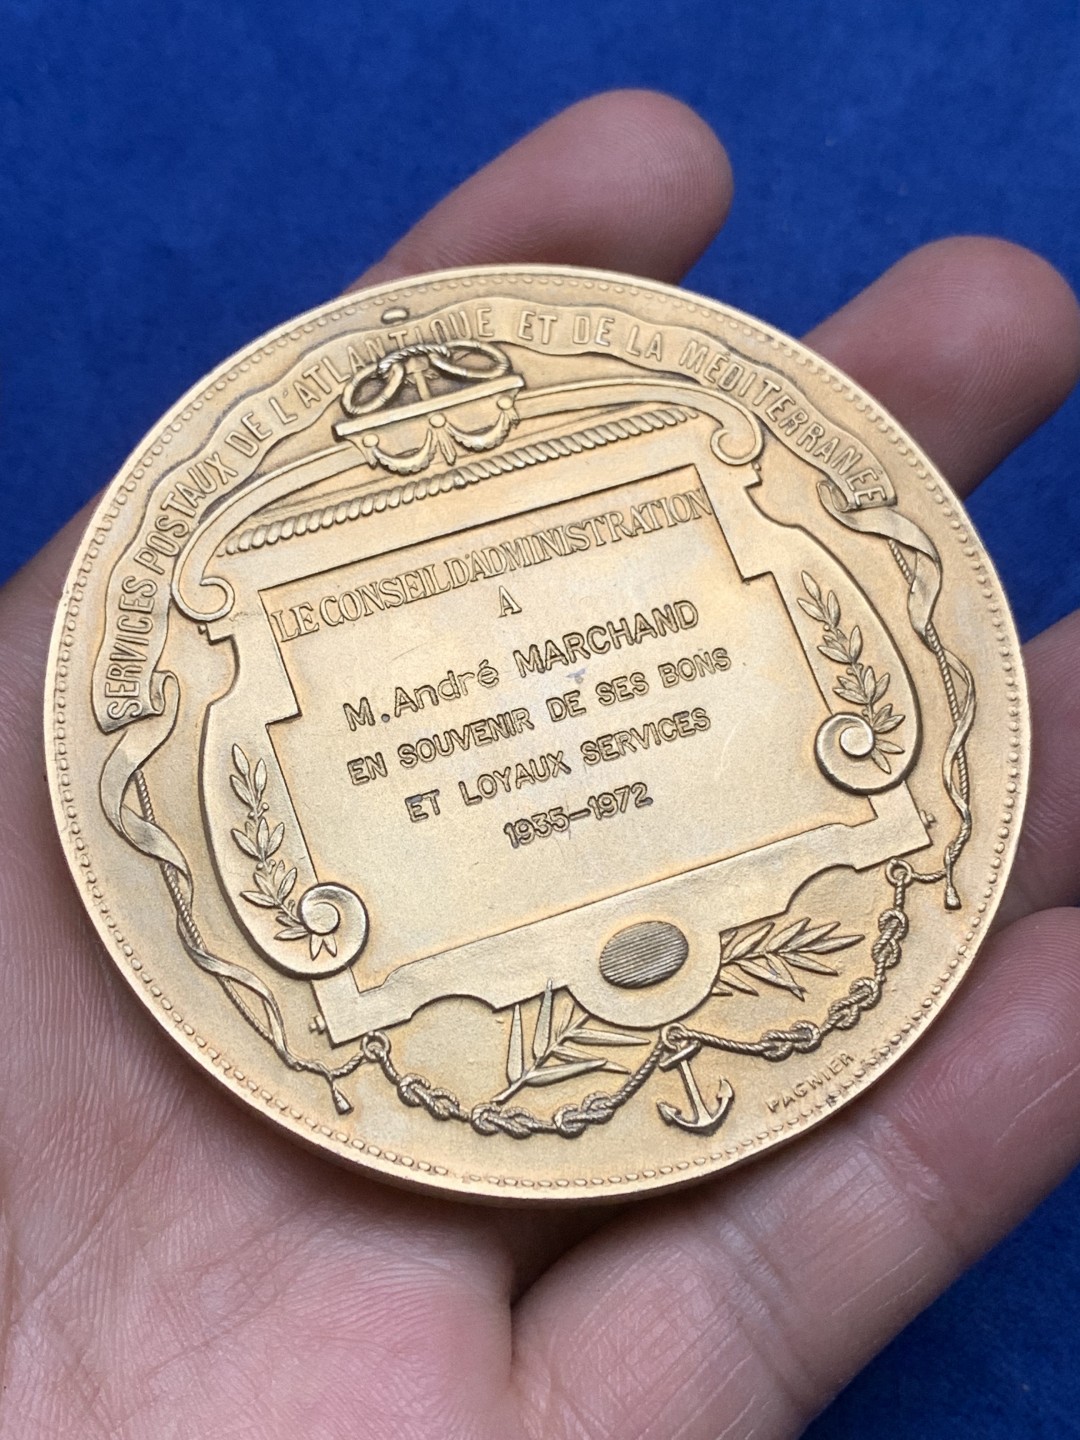 SERVICES POSTAUX DE L'ATLANTIQUE ET DE LA MÉDITERRANÉE
LE CONSEIL D'ADMINISTRATION
A
M. André MARCHAND
EN SOUVENIR DE SES BONS
ET LOYAUX SERVICES
1935-1972
PAGNIER